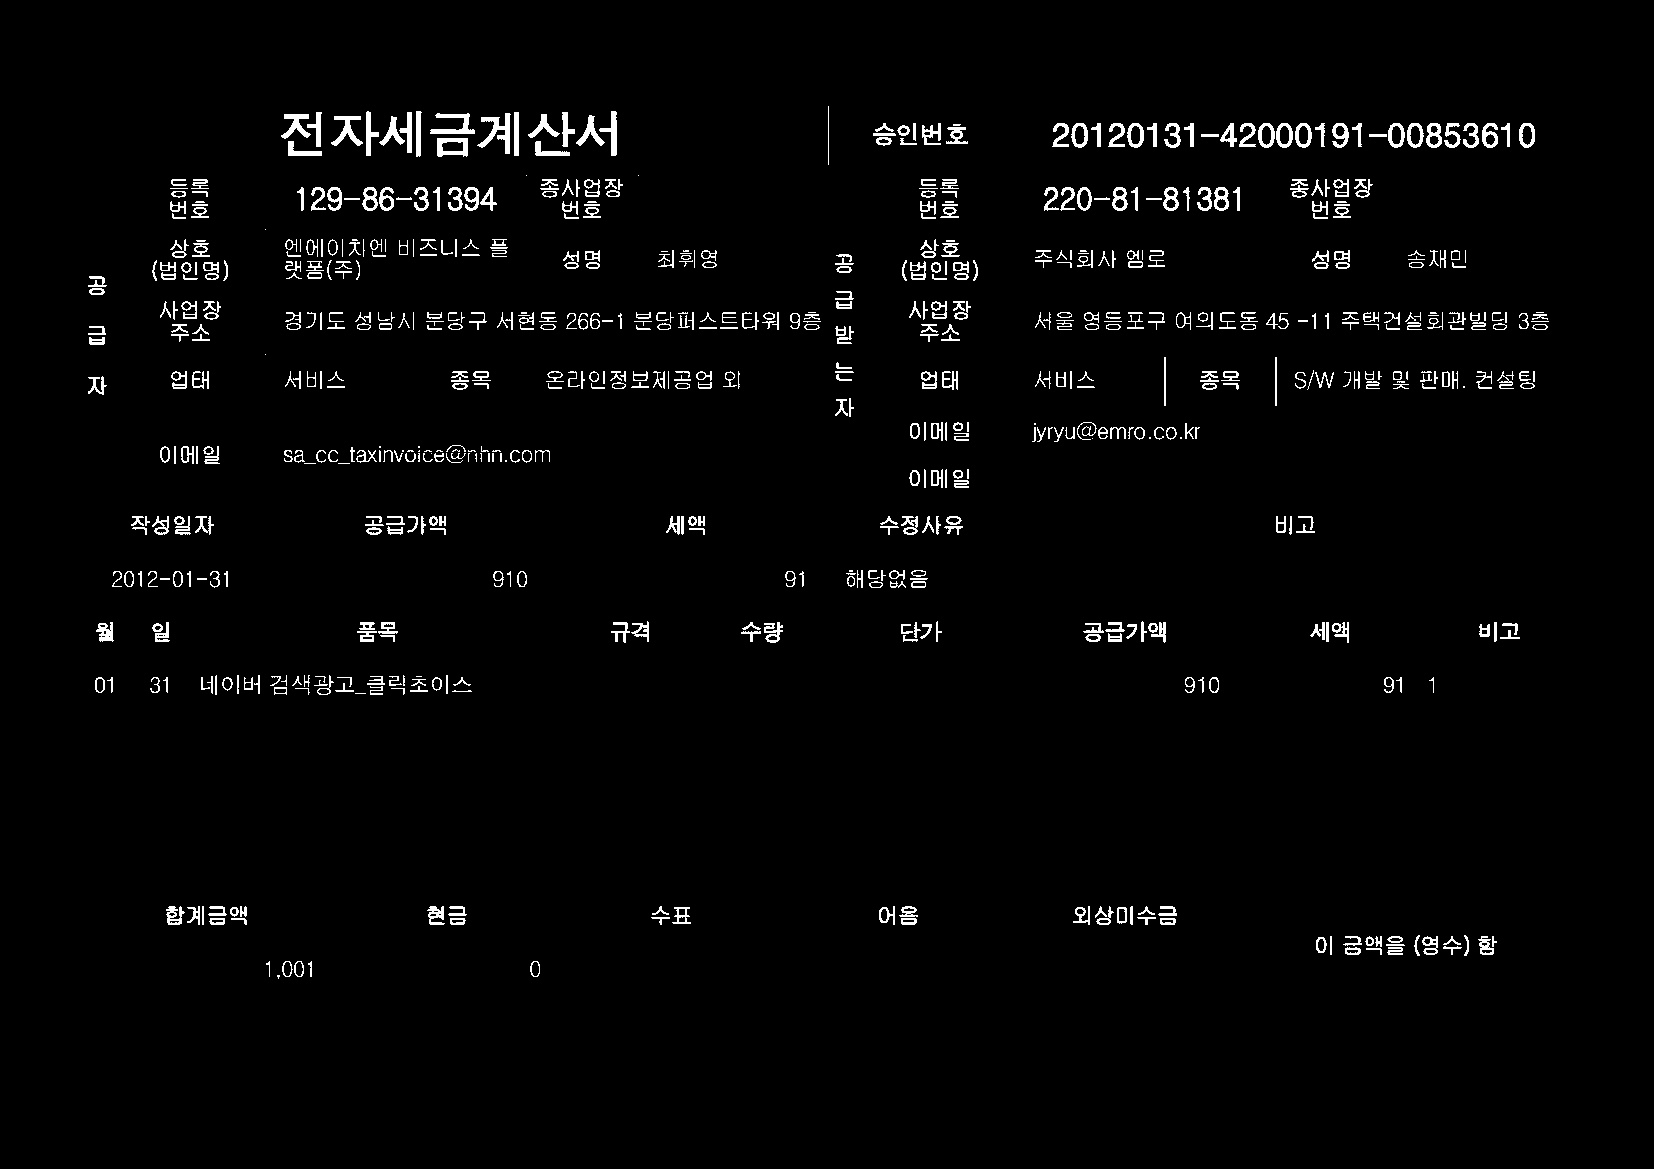 전자세금계산서 승인번호 20120131-42000191-00853610
등록번호 129-86-31394 종사업장번호
상호(법인명) 엔에이치엔 비즈니스 플랫폼(주) 성명 최휘영
공급자
사업장주소 경기도 성남시 분당구 서현동 266-1 분당퍼스트타워 9층
업태 서비스 종목 온라인정보제공업 외
이메일 sa_cc_taxinvoice@nhn.com
등록번호 220-81-81381 종사업장번호
상호(법인명) 주식회사 엠로 성명 송재민
공급받는자
사업장주소 서울 영등포구 여의도동 45 -11 주택건설회관빌딩 3층
업태 서비스 종목 S/W 개발 및 판매. 컨설팅
이메일 jyryu@emro.co.kr
이메일
작성일자 공급가액 세액 수정사유 비고
2012-01-31 910 91 해당없음
월 일 품목 규격 수량 단가 공급가액 세액 비고
01 31 네이버 검색광고_클릭초이스 910 91 1
합계금액 현금 수표 어음 외상미수금
이 금액을 (영수) 함
1,001 0